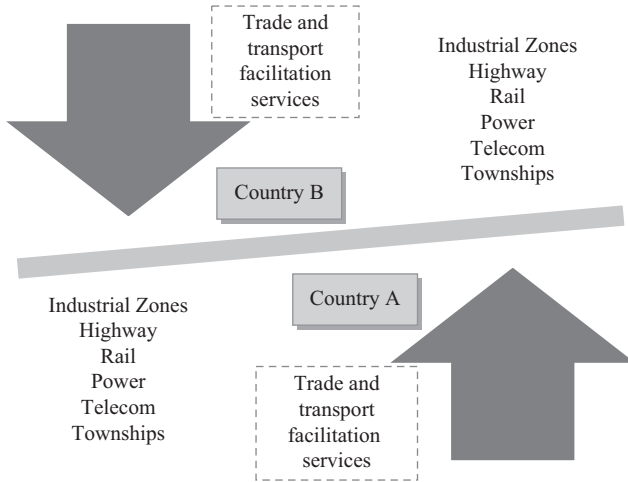 Trade and
transport
facilitation
services
Industrial Zones
Highway
Rail
Power
Telecom
Townships
Country B
Country A
Industrial Zones
Highway
Rail
Power
Telecom
Townships
Trade and
transport
facilitation
services